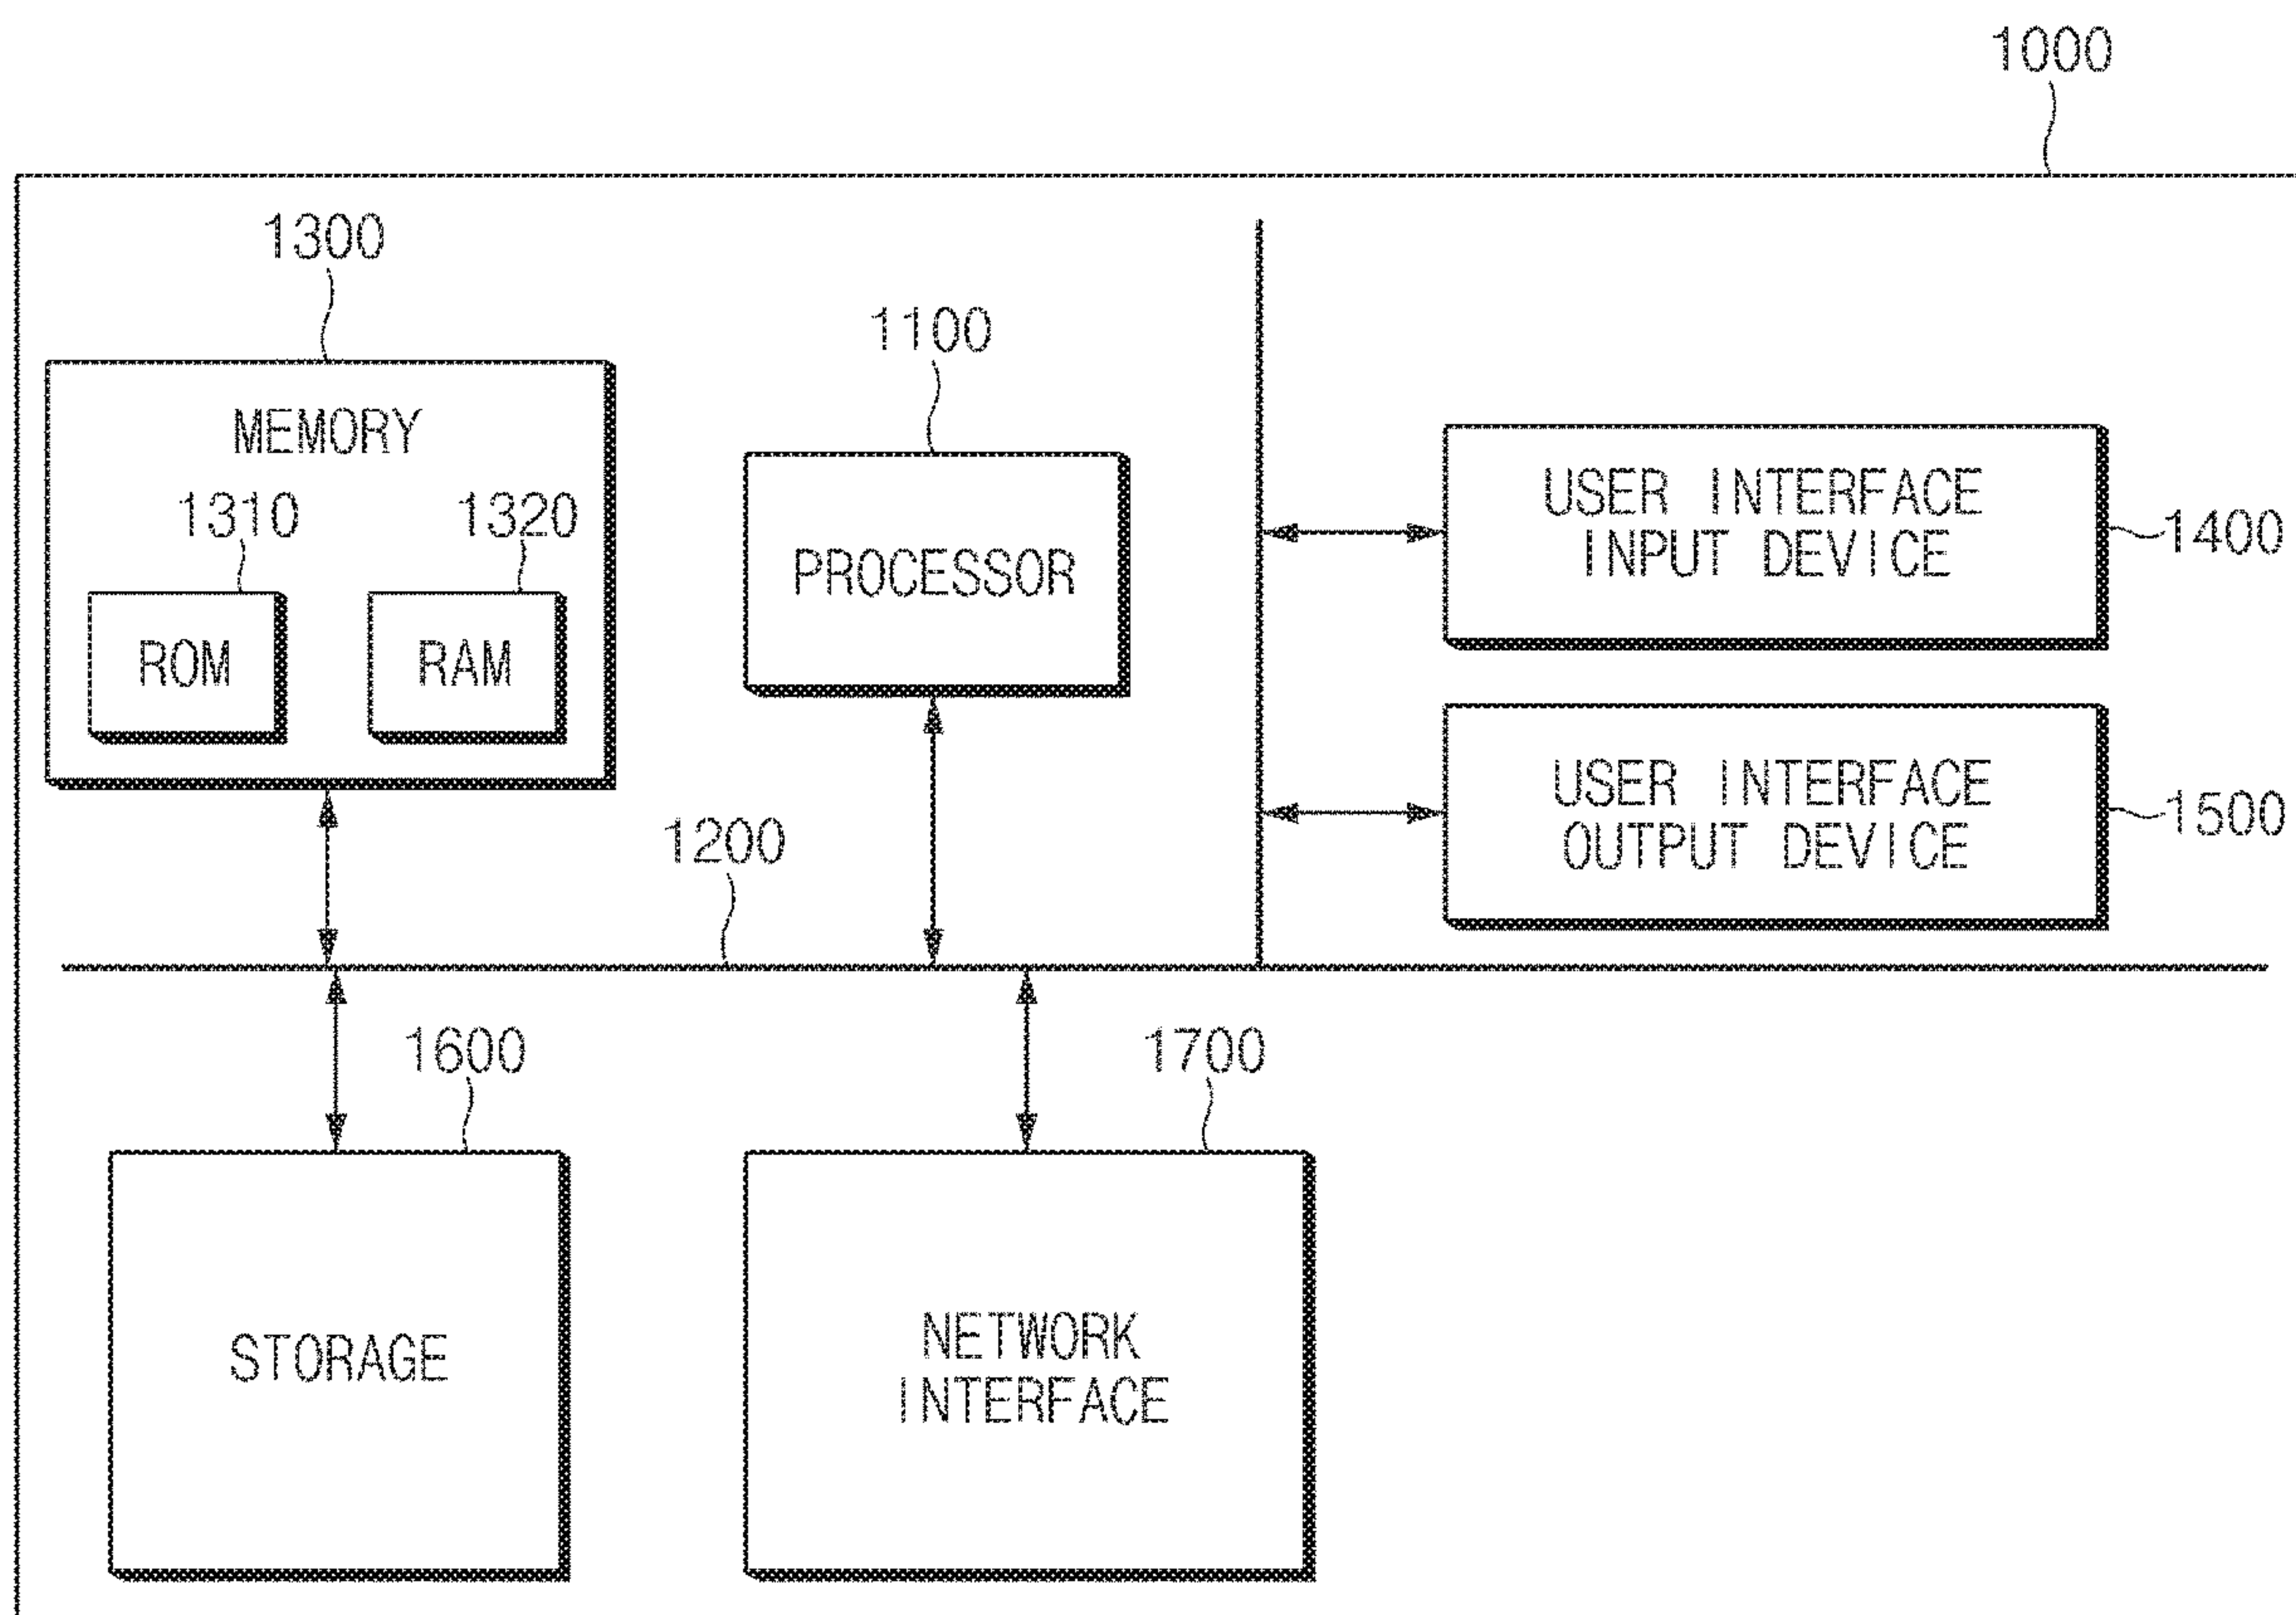 1000
1300
1100
MEMORY
1310
1320
ROM
RAM
PROCESSOR
USER INTERFACE
INPUT DEVICE
1400
USER INTERFACE
OUTPUT DEVICE
1500
1200
1600
1700
STORAGE
NETWORK
INTERFACE